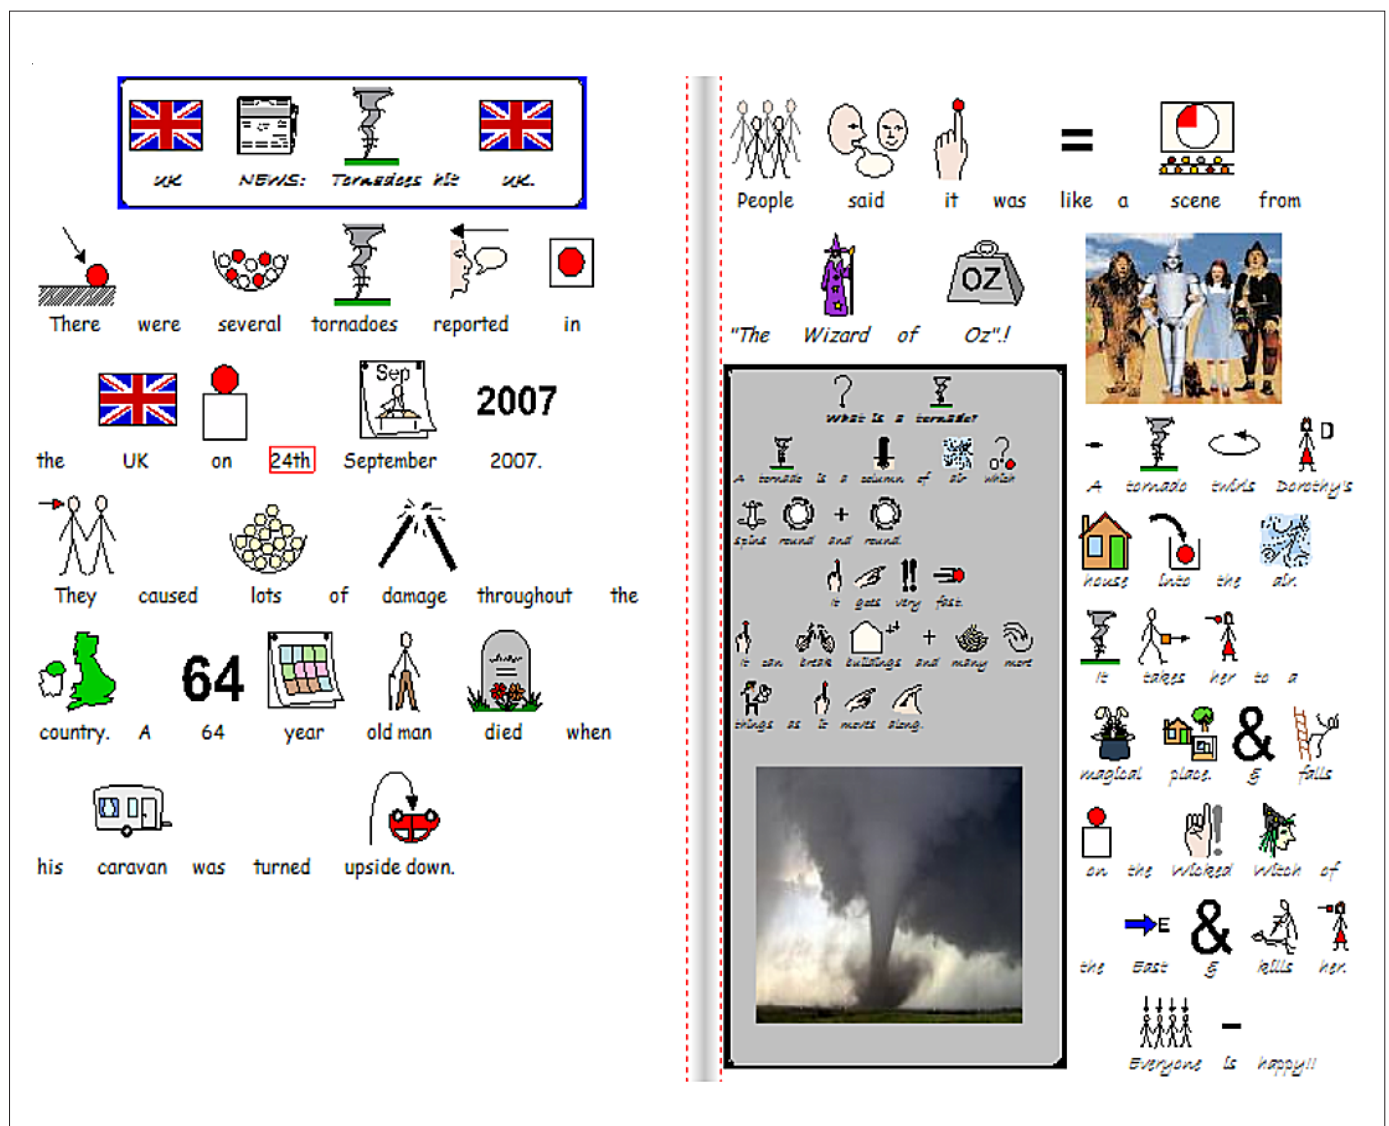 UK NEWS: Tornadoes hit UK.
There were several tornadoes reported in
Sep
2007
the UK on 24th September 2007.
They caused lots of damage throughout the
64
country. A 64 year old man died when
his caravan was turned upside down.
=
People said it was like a scene from
OZ
"The Wizard of Oz".!
?
What is a tornado?
?
A tornado is a column of air which
+
spins round and round.
!!
It goes very fast.
++ +
It can break buildings and many more
things as it moves along.
- D
A tornado twirls Dorothy's
house into the air.
It takes her to a
&
magical place. & falls
!
on the Wicked Witch of
E &
the East & kills her.
-
Everyone is happy!!